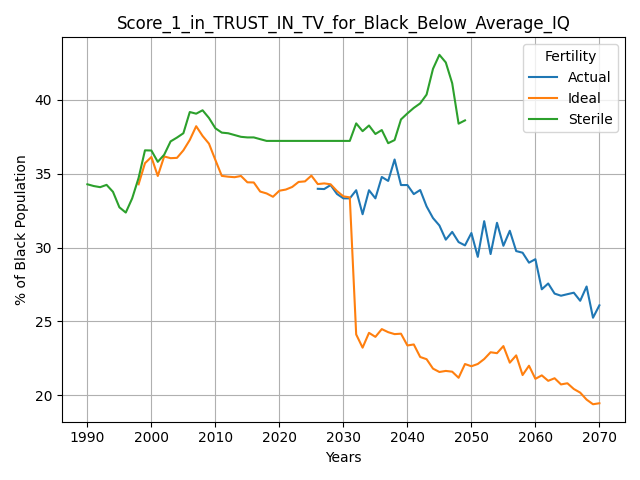 Score_1_in_TRUST_IN_TV_for_Black_Below_Average_IQ
Fertility
Actual
Ideal
Sterile
% of Black Population
40
35
30
25
20
1990 2000 2010 2020 2030 2040 2050 2060 2070
Years